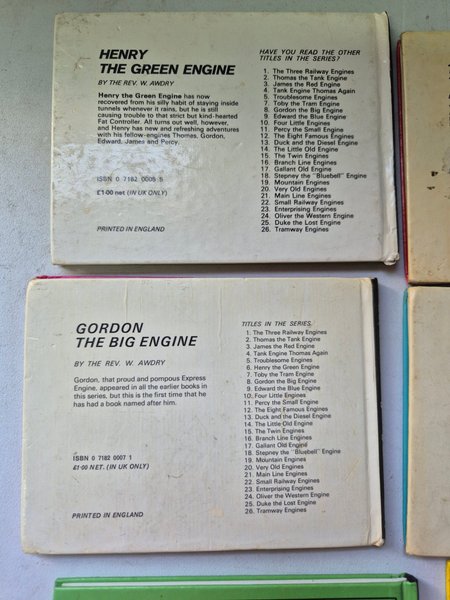 HENRY
THE GREEN ENGINE
BY THE REV. W. AWDRY
Henry the Green Engine has now
recovered from his silly habit of staying inside
tunnels whenever it rains, but he is still
causing trouble to that strict but kind-hearted
Fat Controller. All turns out well, however,
and Henry has new and refreshing adventures
with his fellow-engines Thomas, Gordon,
Edward, James and Percy.
ISBN 0 7182 0005 5
£1·00 net (IN UK ONLY)
PRINTED IN ENGLAND
HAVE YOU READ THE OTHER
TITLES IN THE SERIES?
1. The Three Railway Engines
2. Thomas the Tank Engine
3. James the Red Engine
4. Tank Engine Thomas Again
5. Troublesome Engines
7. Toby the Tram Engine
8. Gordon the Big Engine
9. Edward the Blue Engine
10. Four Little Engines
11. Percy the Small Engine
12. The Eight Famous Engines
13. Duck and the Diesel Engine
14. The Little Old Engine
15. The Twin Engines
16. Branch Line Engines
17. Gallant Old Engine
18. Stepney the "Bluebell" Engine
19. Mountain Engines
20. Very Old Engines
21. Main Line Engines
22. Small Railway Engines
23. Enterprising Engines
24. Oliver the Western Engine
25. Duke the Lost Engine
26. Tramway Engines
GORDON
THE BIG ENGINE
BY THE REV. W. AWDRY
Gordon, that proud and pompous Express
Engine, appeared in all the earlier books in
this series, but this is the first time that he
has had a book named after him.
ISBN 0 7182 0007 1
£1·00 NET. (IN UK ONLY)
PRINTED IN ENGLAND
TITLES IN THE SERIES
1. The Three Railway Engines
2. Thomas the Tank Engine
3. James the Red Engine
4. Tank Engine Thomas Again
5. Troublesome Engines
6. Henry the Green Engine
7. Toby the Tram Engine
8. Gordon the Big Engine
9. Edward the Blue Engine
10. Four Little Engines
11. Percy the Small Engine
12. The Eight Famous Engines
13. Duck and the Diesel Engine
14. The Little Old Engine
15. The Twin Engines
16. Branch Line Engines
17. Gallant Old Engine
18. Stepney the "Bluebell" Engine
19. Mountain Engines
20. Very Old Engines
21. Main Line Engines
22. Small Railway Engines
23. Enterprising Engines
24. Oliver the Western Engine
25. Duke the Lost Engine
26. Tramway Engines